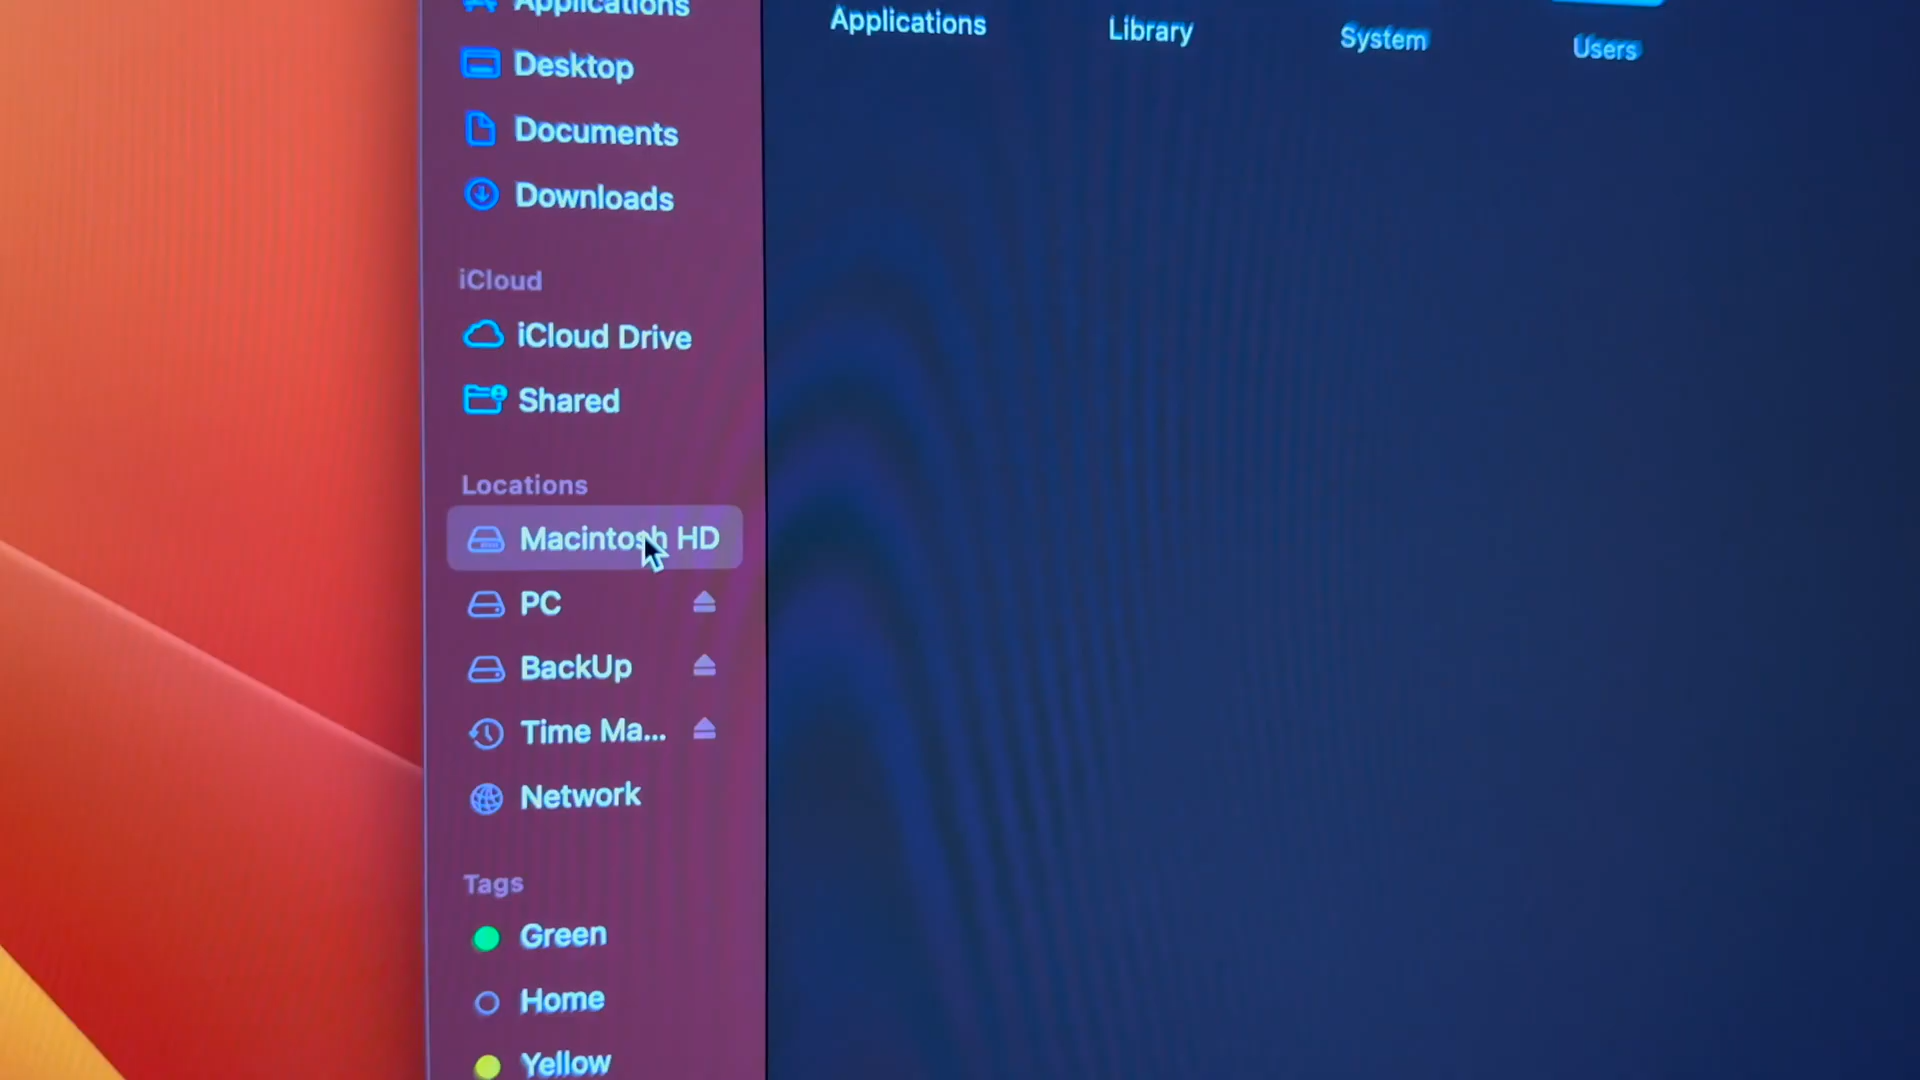 Applications
Desktop
Documents
Downloads
iCloud
iCloud Drive
Shared
Locations
Macintosh HD
PC
BackUp
Time Ma...
Network
Tags
Green
Home
Yellow
Applications
Library
System
Users